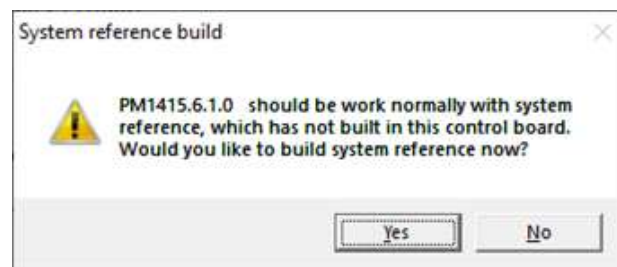 System reference build
PM1415.6.1.0 should be work normally with system
reference, which has not built in this control board.
Would you like to build system reference now?
Yes
No